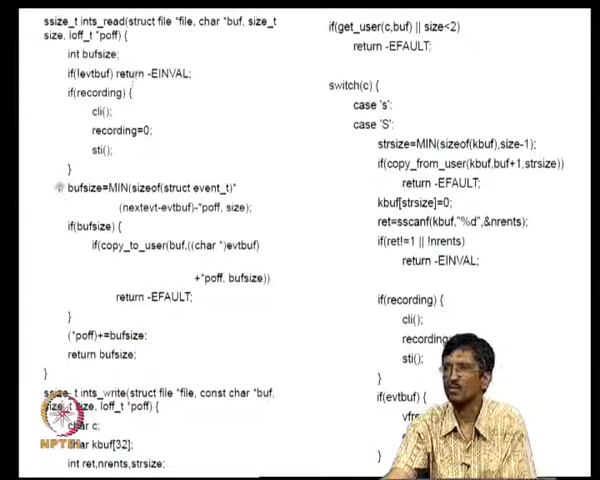 ssize_t ints_read(struct file *file, char *buf, size_t
size, loff_t *poff) {
int bufsize;
if(!evtbuf) return -EINVAL;
if(recording) {
cli();
recording=0;
sti();
}
bufsize=MIN(sizeof(struct event_t)*
(nextevt-evtbuf)-*poff, size);
if(bufsize) {
if(copy_to_user(buf,((char *)evtbuf)
+*poff, bufsize))
return -EFAULT;
}
(*poff)+=bufsize;
return bufsize;
}
ssize_t ints_write(struct file *file, const char *buf,
size_t size, loff_t *poff) {
char c;
char kbuf[32];
int ret,nrents,strsize;
if(get_user(c,buf) || size<2)
return -EFAULT;
switch(c) {
case 's':
case 'S':
strsize=MIN(sizeof(kbuf),size-1);
if(copy_from_user(kbuf,buf+1,strsize))
return -EFAULT;
kbuf[strsize]=0;
ret=sscanf(kbuf,"%d",&nrents);
if(ret!=1 || !nrents)
return -EINVAL;
if(recording) {
cli();
recording
sti();
}
if(evtbuf) {
}
NPTEL